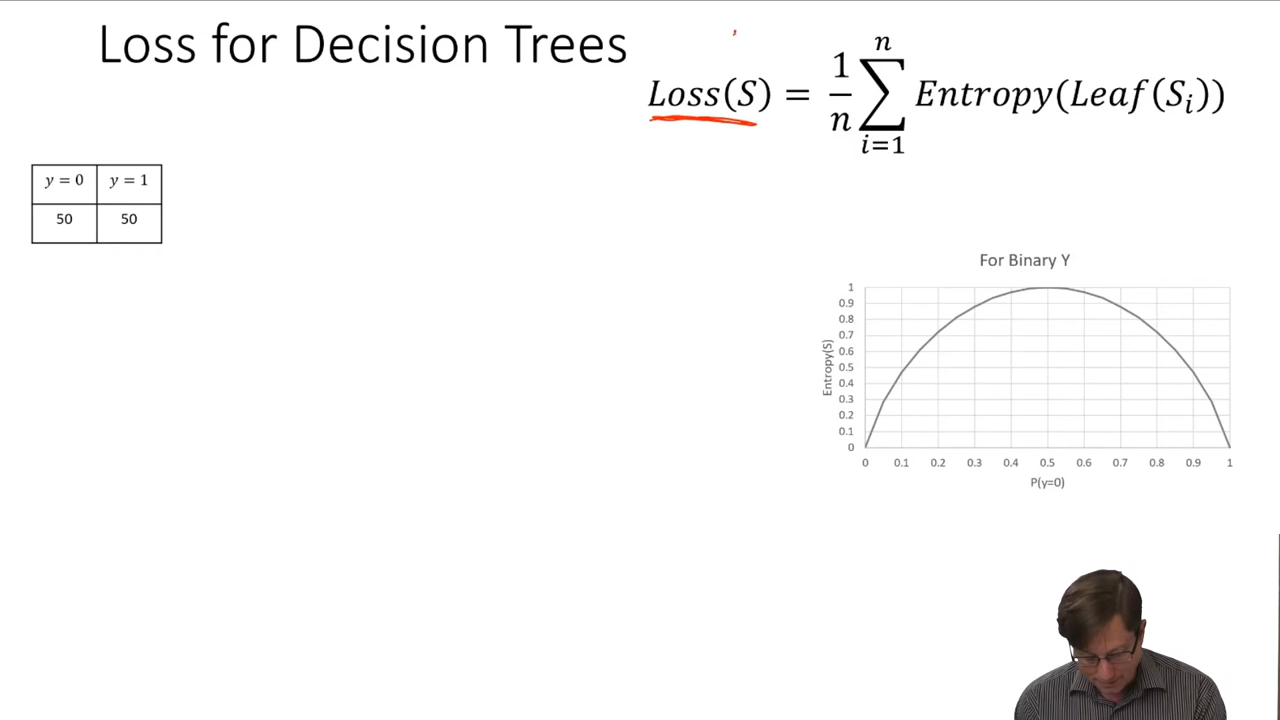 Loss for Decision Trees
Loss(S) = 1/n ∑_{i=1}^{n} Entropy(Leaf(S_i))
y = 0 y = 1
50 50
For Binary Y
Entropy(S)
1
0.9
0.8
0.7
0.6
0.5
0.4
0.3
0.2
0.1
0
0 0.1 0.2 0.3 0.4 0.5 0.6 0.7 0.8 0.9 1
P(y=0)